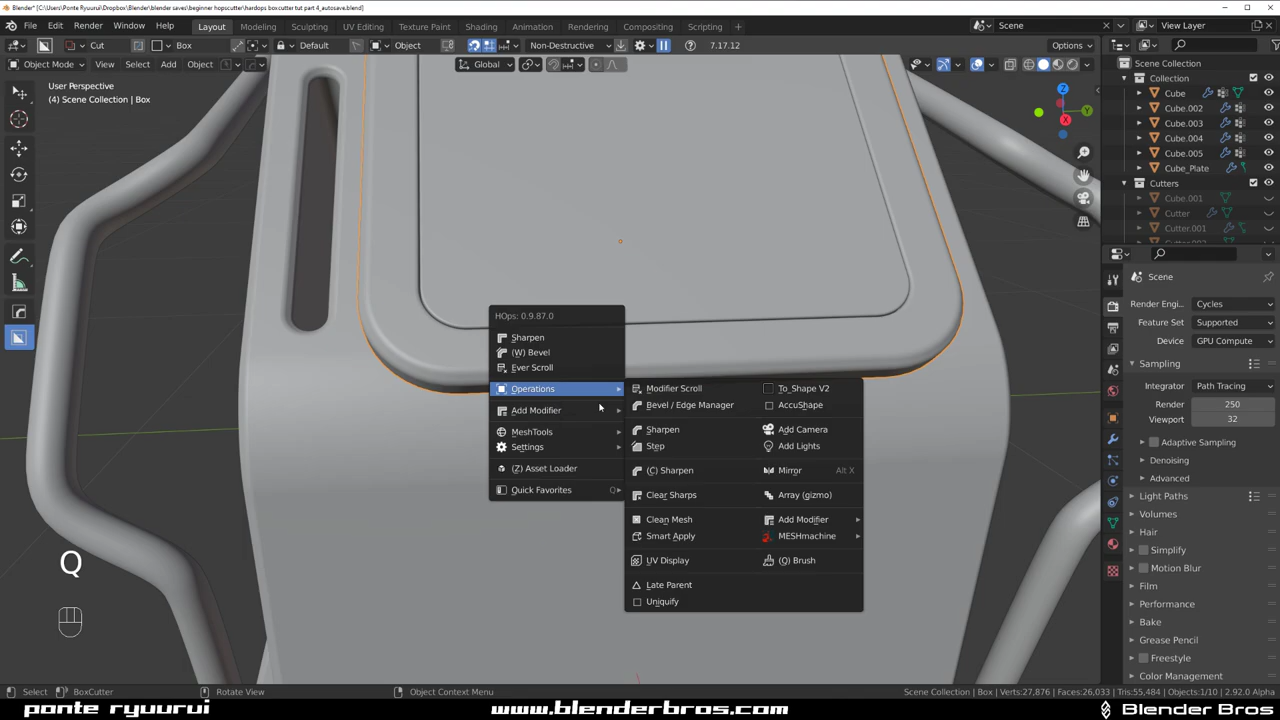 Blender* [C:\Users\Ponte Ryuurui\Dropbox\Blender\blender saves\beginner hopscutter\hardops boxcutter tut part 4_autosave.blend]
File Edit Render Window Help
Layout Modeling Sculpting UV Editing Texture Paint Shading Animation Rendering Compositing Scripting
Scene View Layer
Cut Box Default Object Non-Destructive 7.17.12 Options
Object Mode View Select Add Object Global
User Perspective
(4) Scene Collection | Box
X Y Z
Scene Collection
Collection
Cube
Cube.002
Cube.003
Cube.004
Cube.005
Cube_Plate
Cutters
Cube.001
Cutter
Cutter.001
Scene
Render Engine Cycles
Feature Set Supported
Device GPU Compute
Sampling
Integrator Path Tracing
Render 250
Viewport 32
Adaptive Sampling
Denoising
Advanced
Light Paths
Volumes
Hair
Simplify
Motion Blur
Film
Performance
Bake
Grease Pencil
Freestyle
Color Management
HOps: 0.9.87.0
Sharpen
(W) Bevel
Ever Scroll
Operations
Add Modifier
MeshTools
Settings
(Z) Asset Loader
Quick Favorites Q
Modifier Scroll To_Shape V2
Bevel / Edge Manager AccuShape
Sharpen Add Camera
Step Add Lights
(C) Sharpen Mirror Alt X
Clear Sharps Array (gizmo)
Clean Mesh Add Modifier
Smart Apply MESHmachine
UV Display (Q) Brush
Late Parent
Uniquify
Q
Select BoxCutter Rotate View Object Context Menu Scene Collection | Box | Verts:27,876 | Faces:26,033 | Tris:55,484 | Objects:1/10 | 2.92.0 Alpha
ponte ryuurui www.blenderbros.com Blender Bros